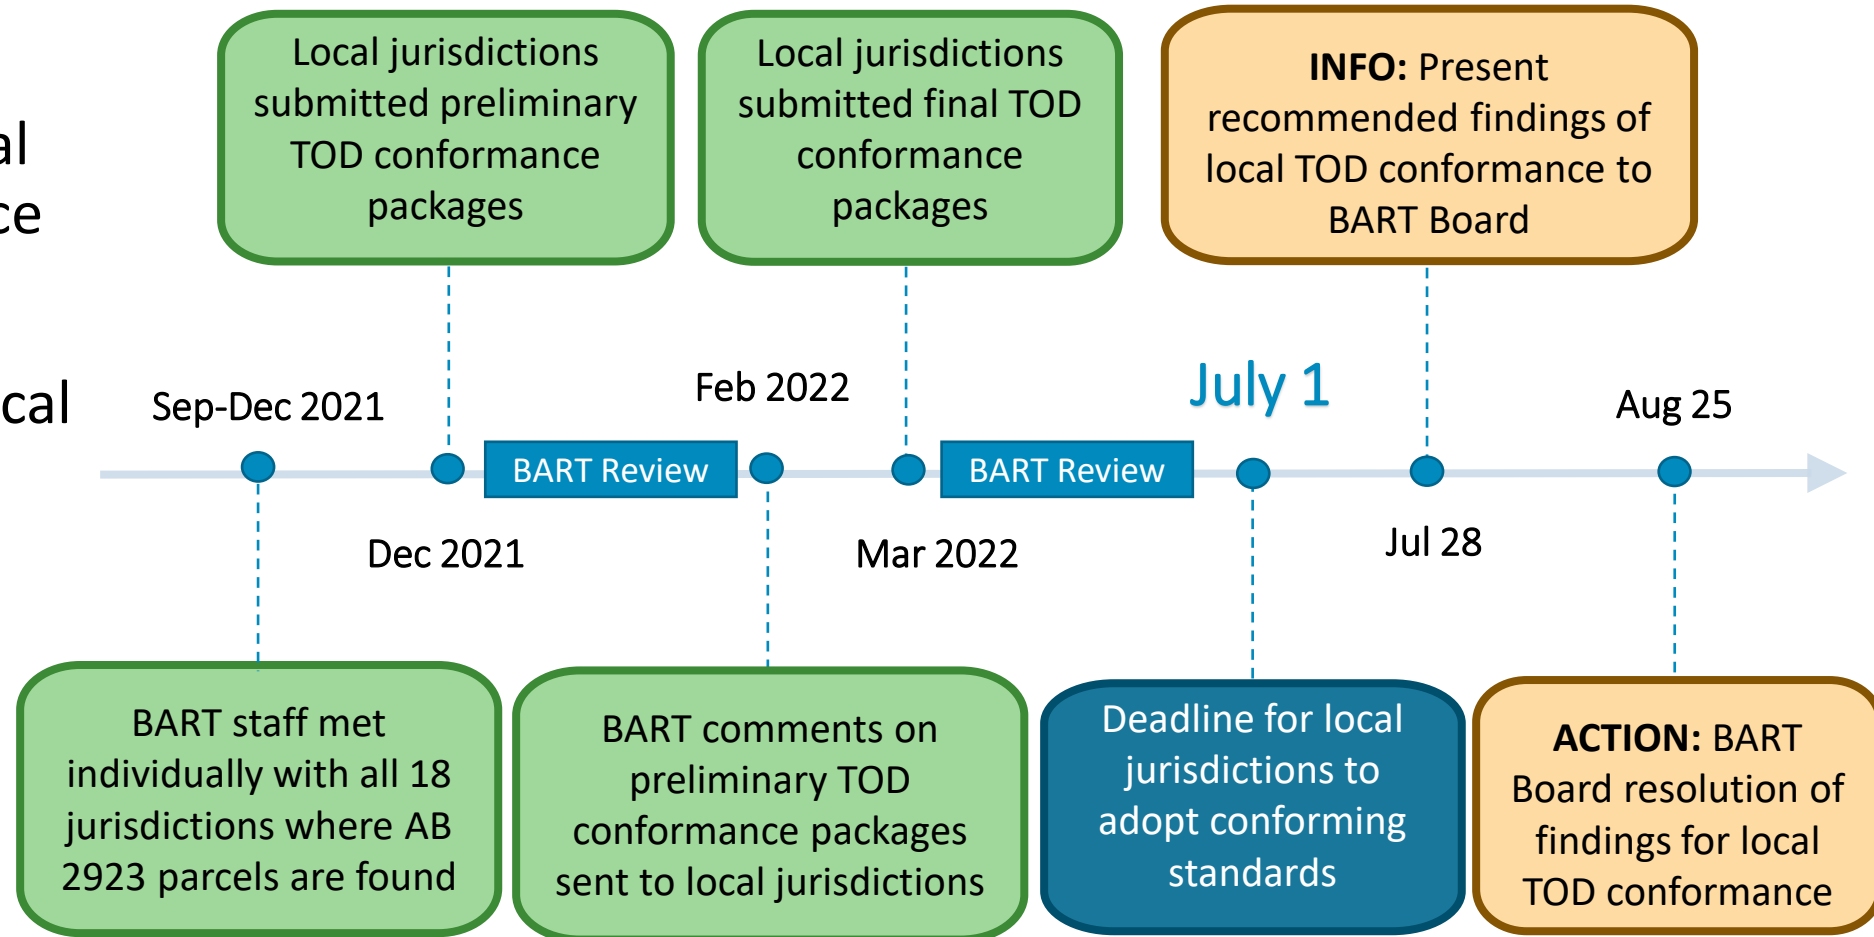 Local jurisdictions
submitted preliminary
TOD conformance
packages
Local jurisdictions
submitted final TOD
conformance
packages
INFO: Present
recommended findings of
local TOD conformance to
BART Board
Sep-Dec 2021
Feb 2022
July 1
Aug 25
BART Review
BART Review
Dec 2021
Mar 2022
Jul 28
BART staff met
individually with all 18
jurisdictions where AB
2923 parcels are found
BART comments on
preliminary TOD
conformance packages
sent to local jurisdictions
Deadline for local
jurisdictions to
adopt conforming
standards
ACTION: BART
Board resolution of
findings for local
TOD conformance